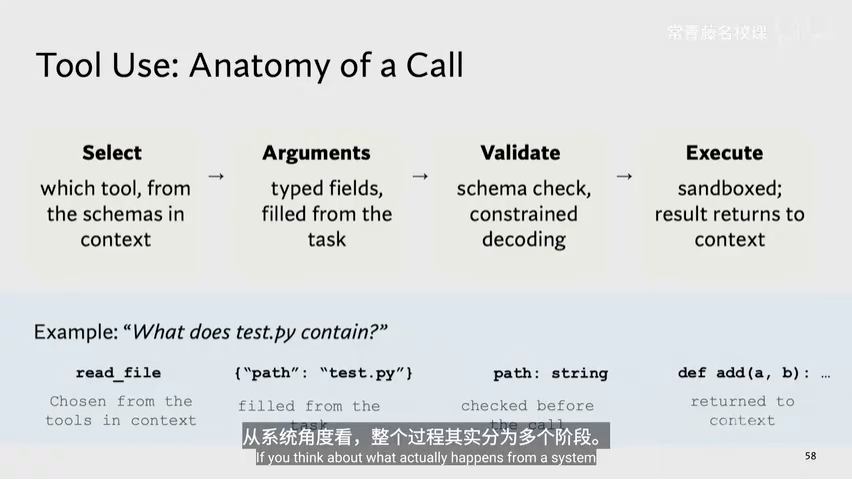 常青藤名校课
Tool Use: Anatomy of a Call
Select
which tool, from
the schemas in
context
→
Arguments
typed fields,
filled from the
task
→
Validate
schema check,
constrained
decoding
→
Execute
sandboxed;
result returns to
context
Example: “What does test.py contain?”
read_file
Chosen from the
tools in context
{“path”: “test.py”}
filled from the
task
path: string
checked before
the call
def add(a, b): …
returned to
context
从系统角度看，整个过程其实分为多个阶段。
If you think about what actually happens from a system
58